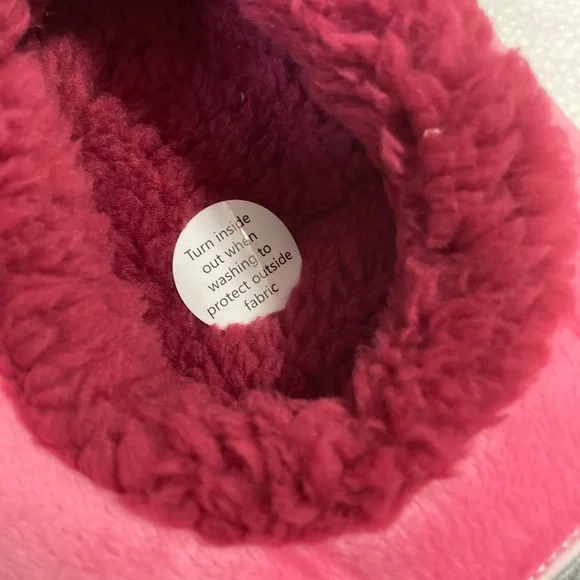 Turn inside
out when
washing to
protect outside
fabric